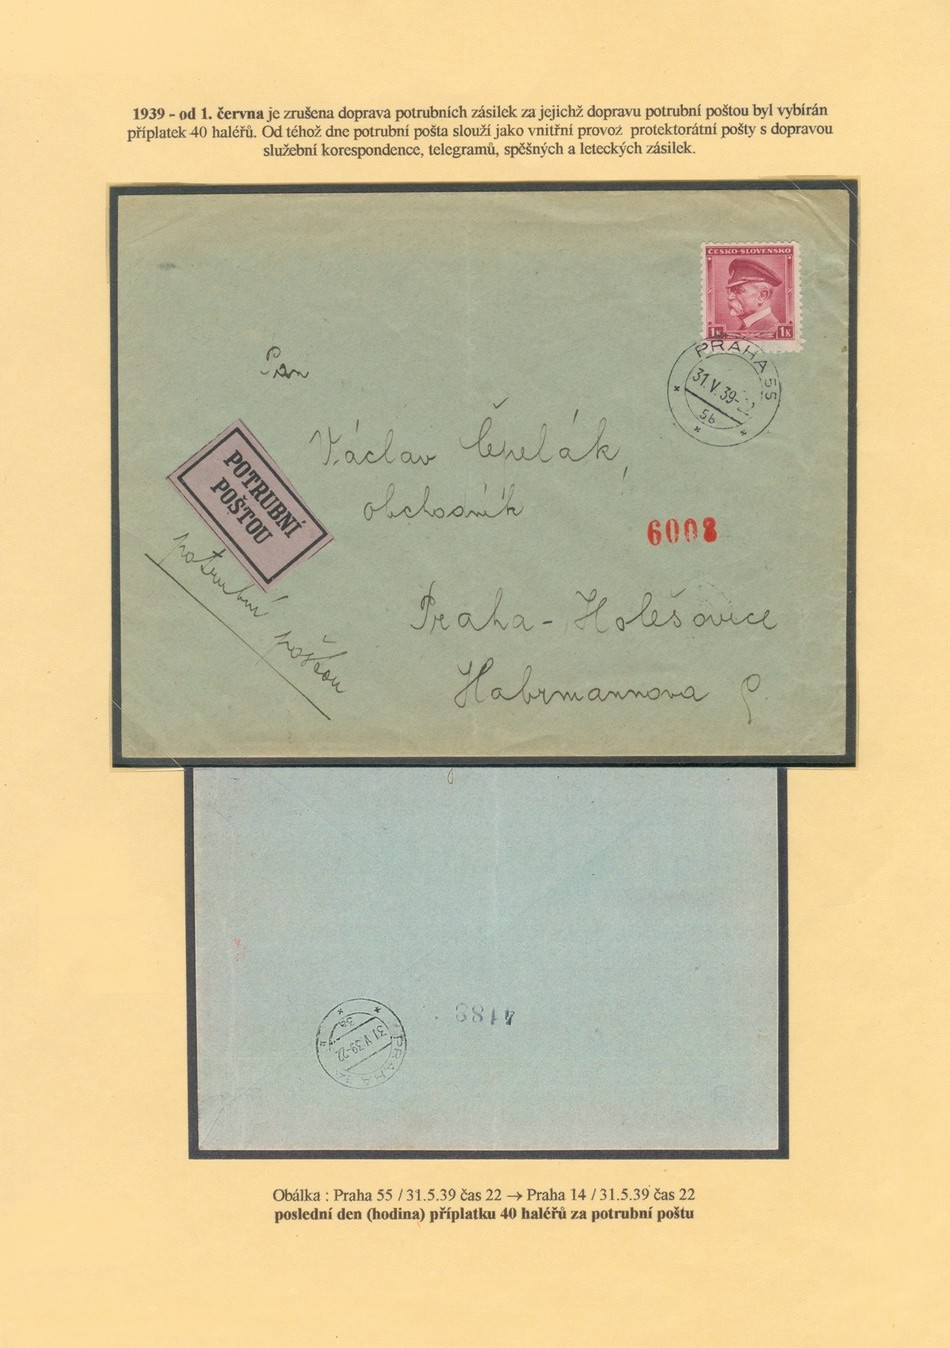 1939 - od 1. června je zrušena doprava potrubních zásilek za jejichž dopravu potrubní poštou byl vybírán
příplatek 40 haléřů. Od téhož dne potrubní pošta slouží jako vnitřní provoz protektorátní pošty s dopravou
služební korespondence, telegramů, spěšných a leteckých zásilek.
ČESKO-SLOVENSKO
1K 1K
PRAHA 55
31.V.39-22
5b
Pan
Václav
obchodník
POTRUBNÍ
POŠTOU
6008
potrubní poštou
Praha-Holešovice
Habrmannova
4189
PRAHA
31 V 39-22
3a
Obálka : Praha 55 / 31.5.39 čas 22 → Praha 14 / 31.5.39 čas 22
poslední den (hodina) příplatku 40 haléřů za potrubní poštu